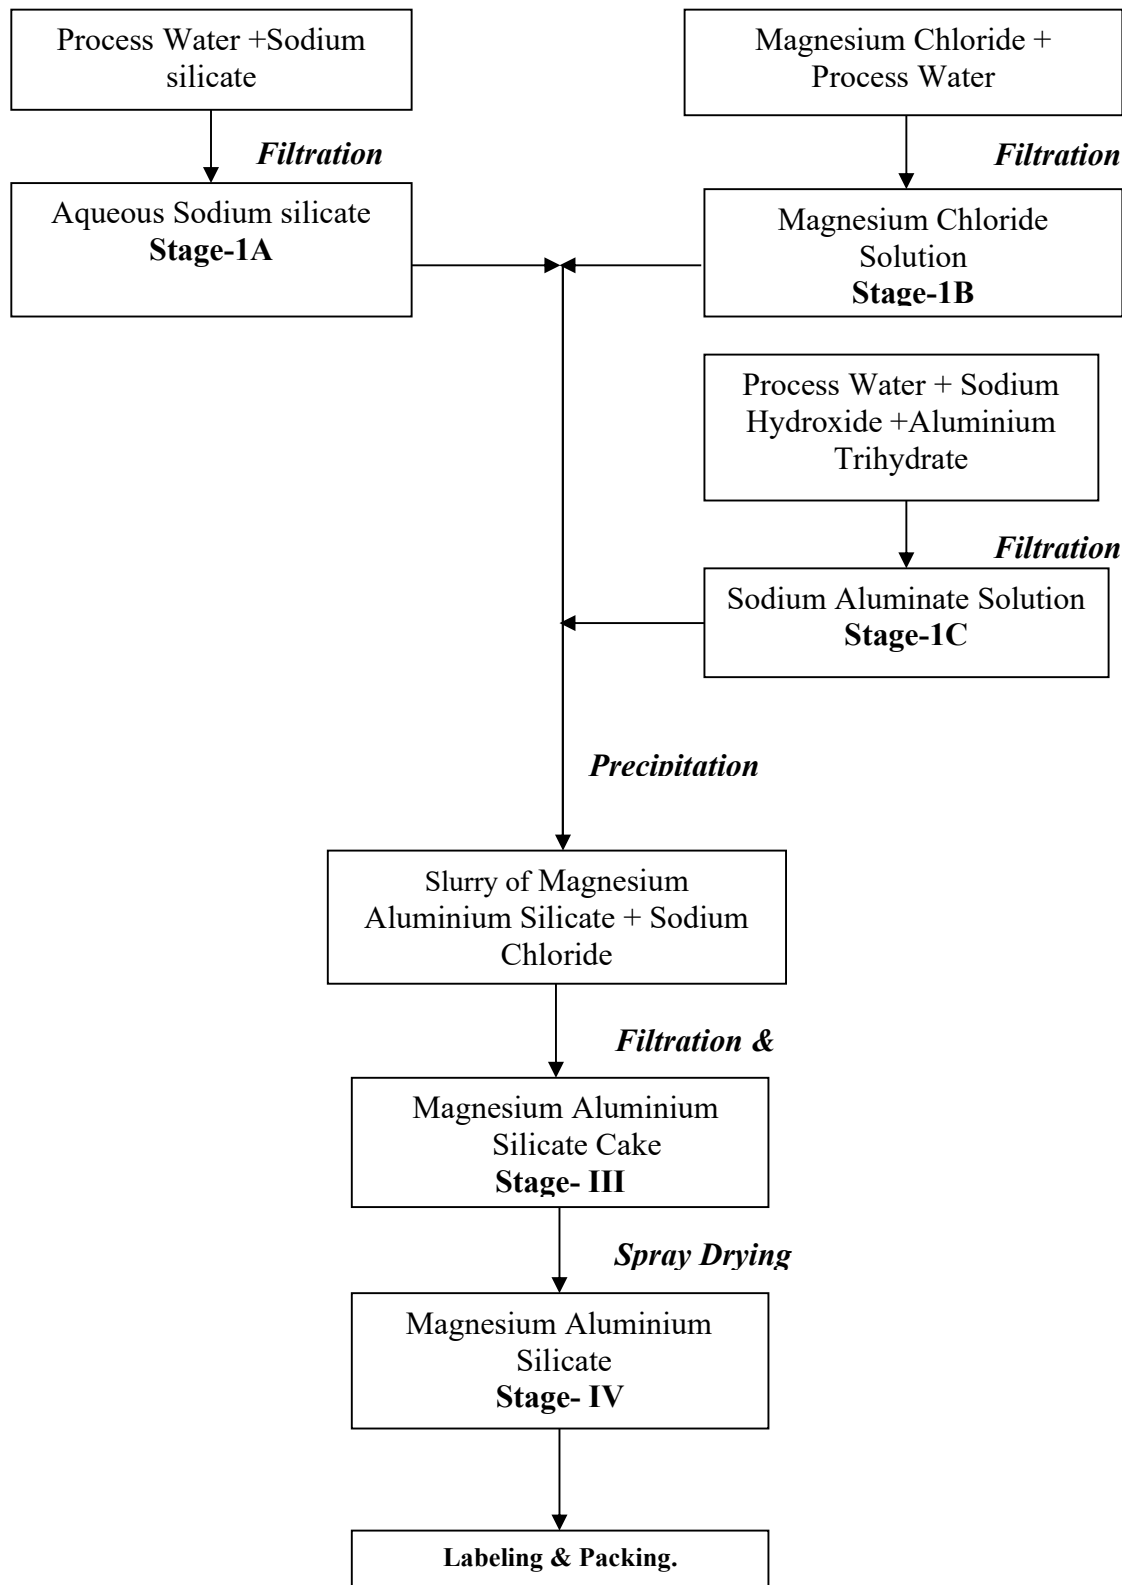 Process Water +Sodium
silicate
Magnesium Chloride +
Process Water
Filtration
Filtration
Aqueous Sodium silicate
Stage-1A
Magnesium Chloride
Solution
Stage-1B
Process Water + Sodium
Hydroxide +Aluminium
Trihydrate
Filtration
Sodium Aluminate Solution
Stage-1C
Precipitation
Slurry of Magnesium
Aluminium Silicate + Sodium
Chloride
Filtration &
Magnesium Aluminium
Silicate Cake
Stage- III
Spray Drying
Magnesium Aluminium
Silicate
Stage- IV
Labeling & Packing.